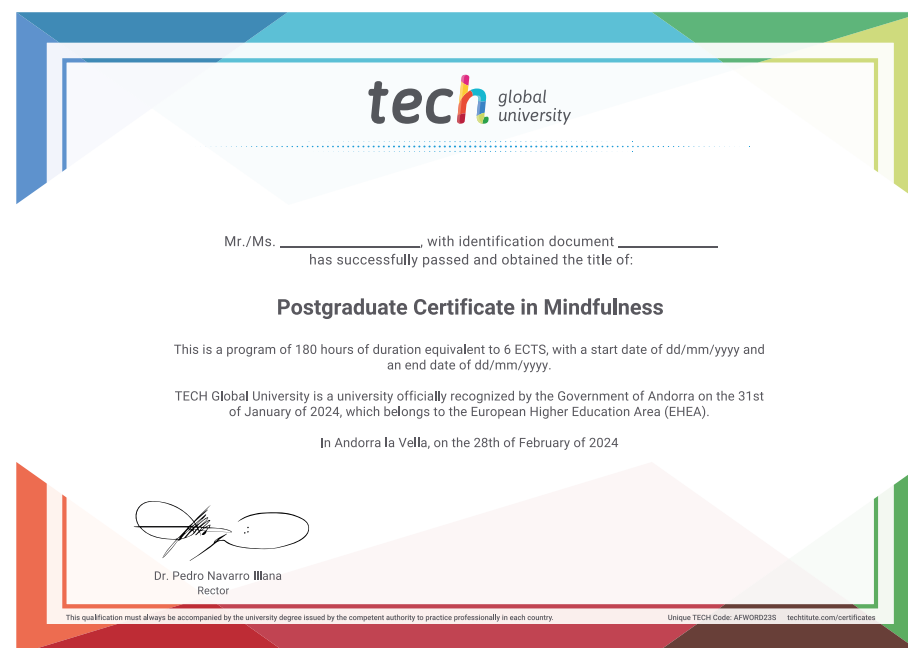 tech global university
Mr./Ms. ____________________, with identification document ______________
has successfully passed and obtained the title of:
Postgraduate Certificate in Mindfulness
This is a program of 180 hours of duration equivalent to 6 ECTS, with a start date of dd/mm/yyyy and
an end date of dd/mm/yyyy.
TECH Global University is a university officially recognized by the Government of Andorra on the 31st
of January of 2024, which belongs to the European Higher Education Area (EHEA).
In Andorra la Vella, on the 28th of February of 2024
Dr. Pedro Navarro Illana
Rector
This qualification must always be accompanied by the university degree issued by the competent authority to practice professionally in each country.
Unique TECH Code: AFWORD23S techtitute.com/certificates